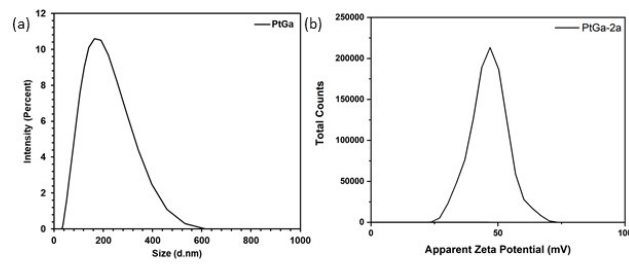 (a)
PtGa
Intensity (Percent)
12
10
8
6
4
2
0
0
200
400
600
800
1000
Size (d.nm)
(b)
PtGa-2a
Total Counts
250000
200000
150000
100000
50000
0
0
50
100
Apparent Zeta Potential (mV)